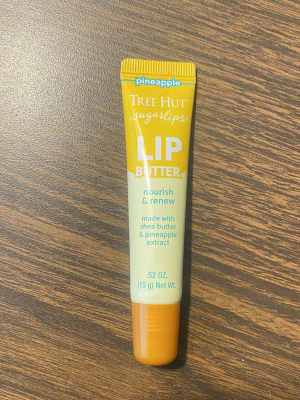 pineapple
TREE HUT
sugarlips
LIP
BUTTER
nourish
& renew
made with
shea butter
& pineapple
extract
.52 OZ.
(15 g) Net Wt.